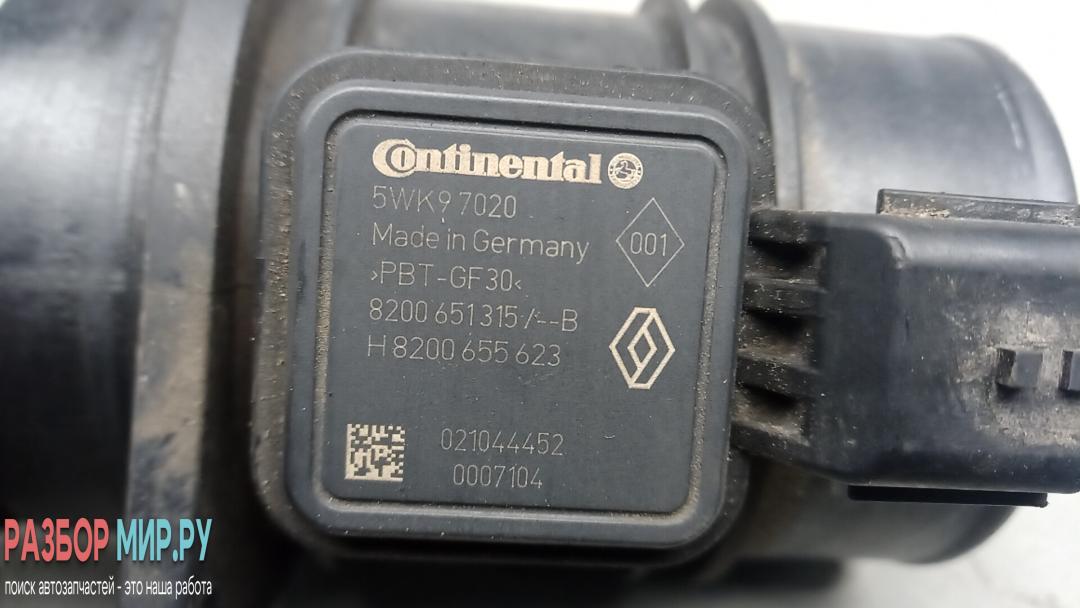 Continental
5WK9 7020
Made in Germany
>PBT-GF30<
001
8200 651 315 /--B
H 8200 655 623
021044452
0007104
РАЗБОР МИР.РУ
поиск автозапчастей - это наша работа